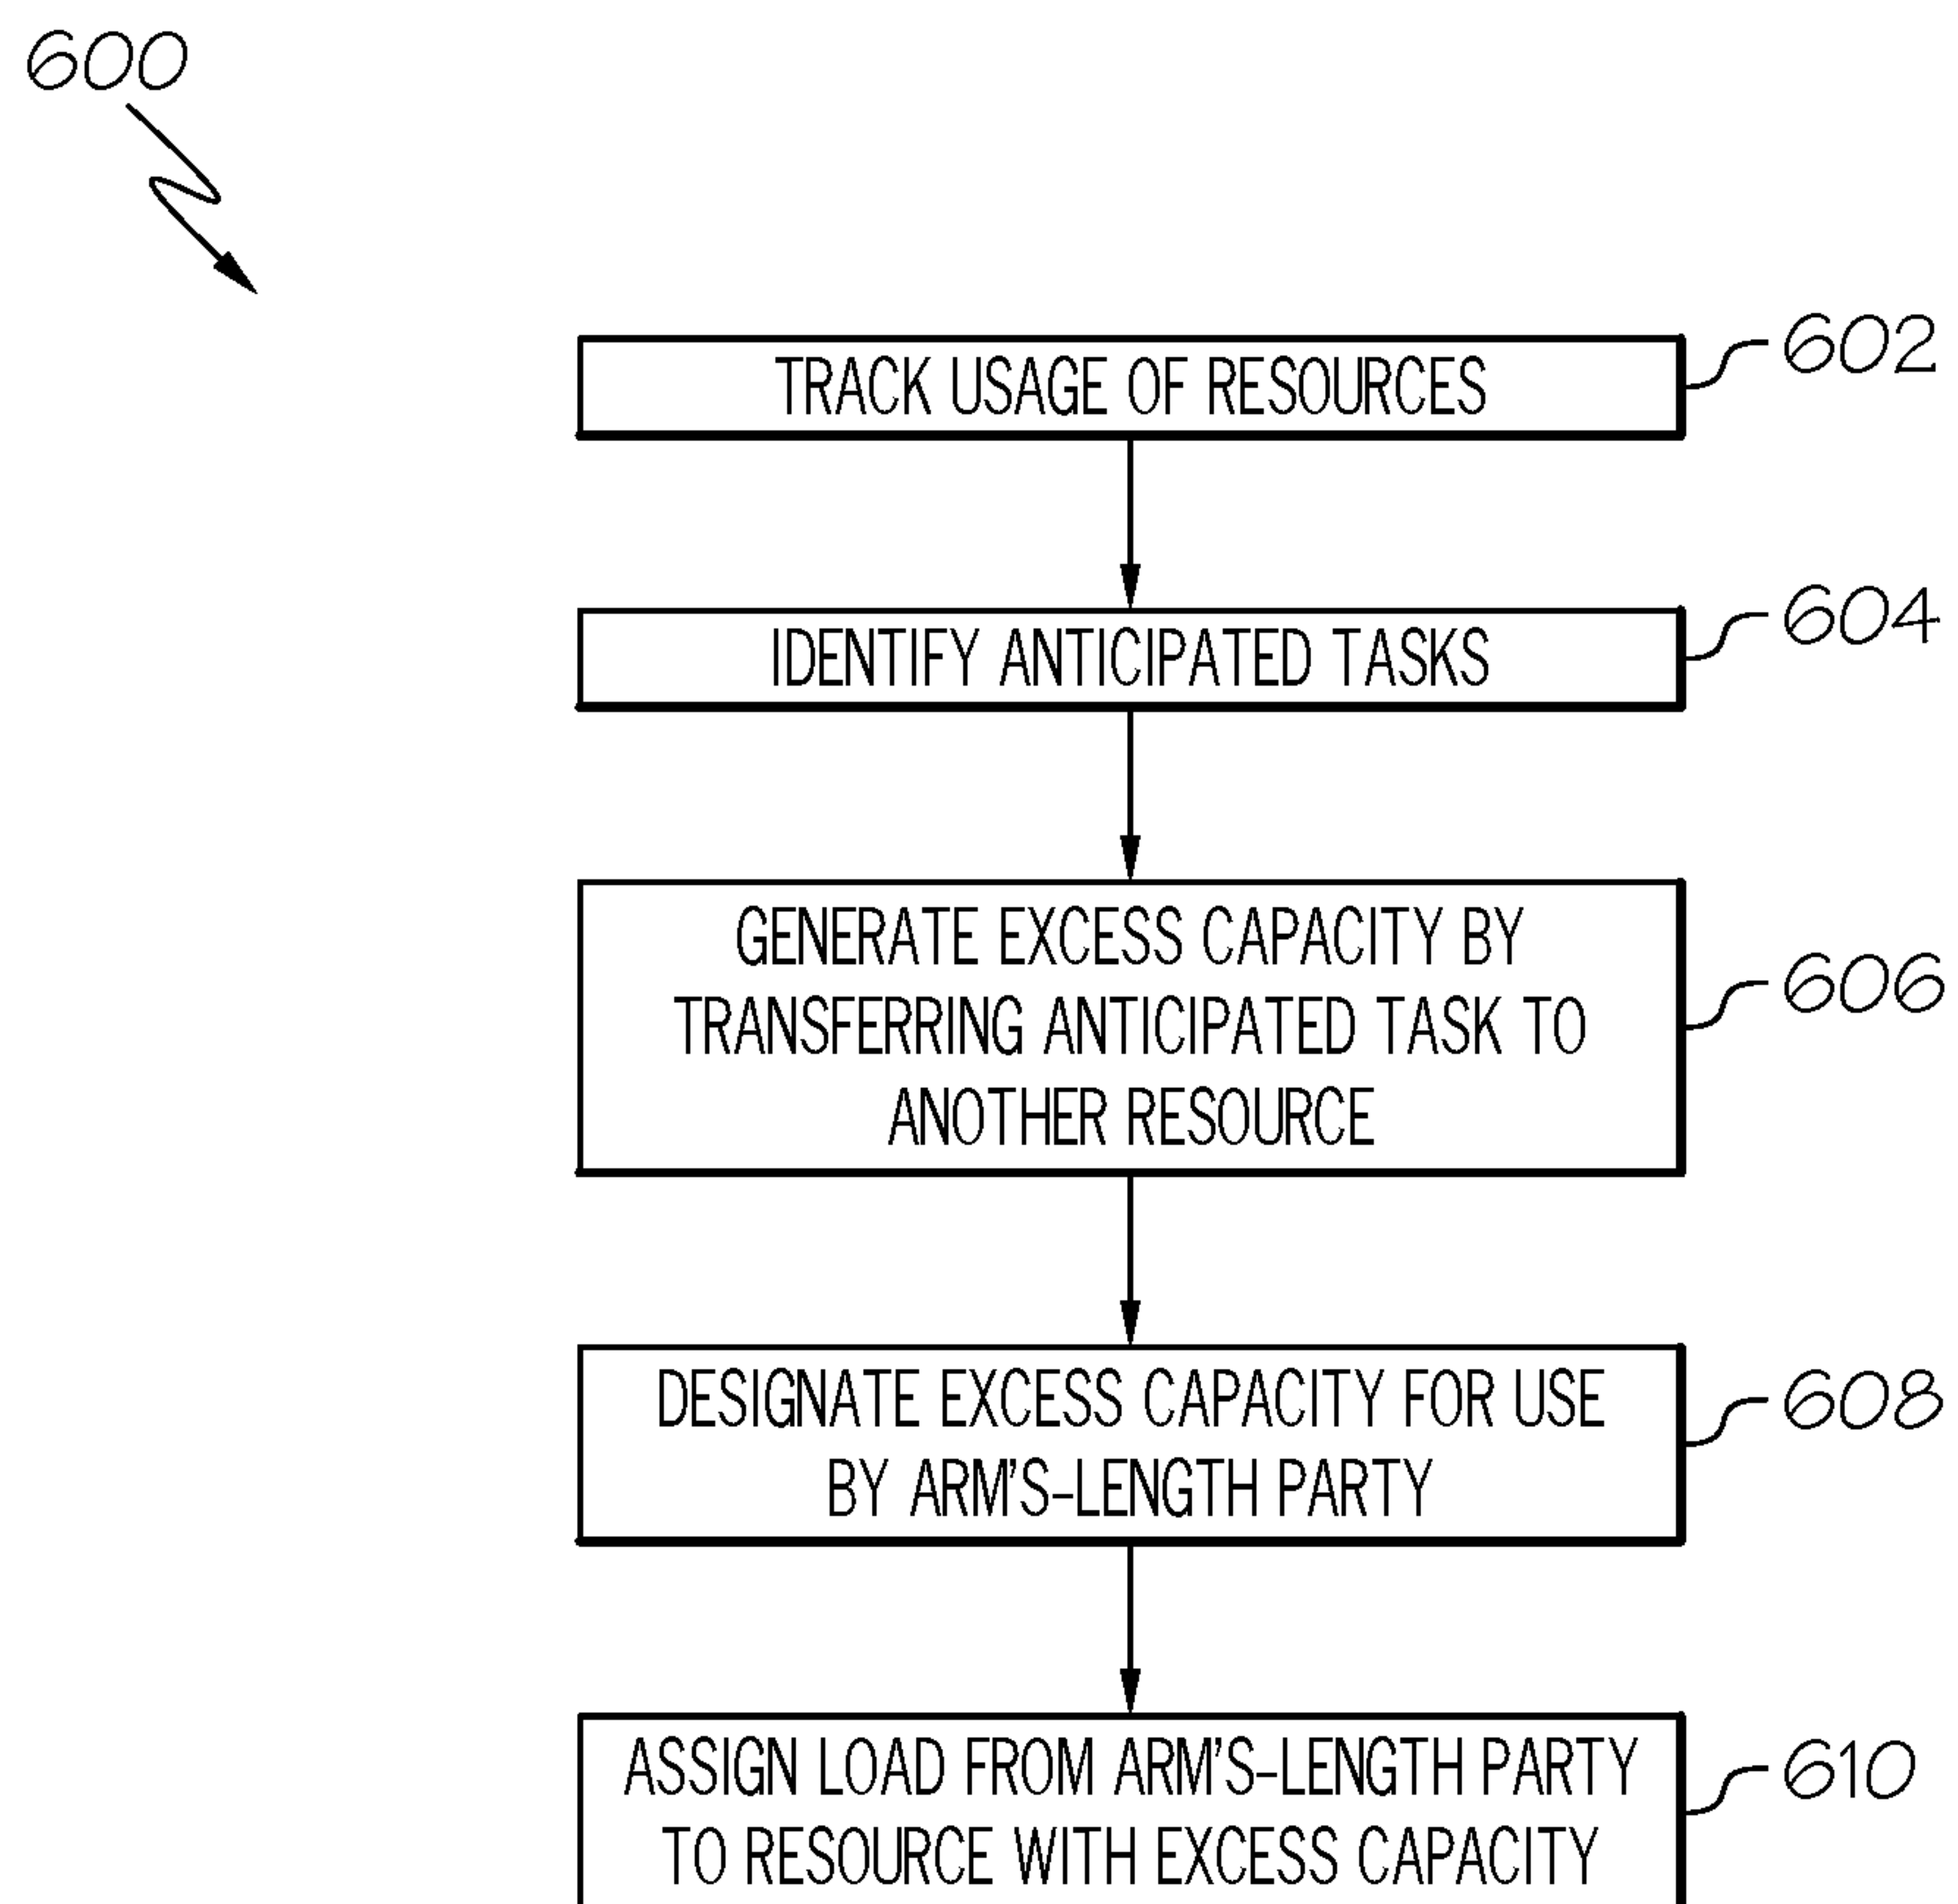 600
TRACK USAGE OF RESOURCES
602
IDENTIFY ANTICIPATED TASKS
604
GENERATE EXCESS CAPACITY BY
TRANSFERRING ANTICIPATED TASK TO
ANOTHER RESOURCE
606
DESIGNATE EXCESS CAPACITY FOR USE
BY ARM'S-LENGTH PARTY
608
ASSIGN LOAD FROM ARM'S-LENGTH PARTY
TO RESOURCE WITH EXCESS CAPACITY
610